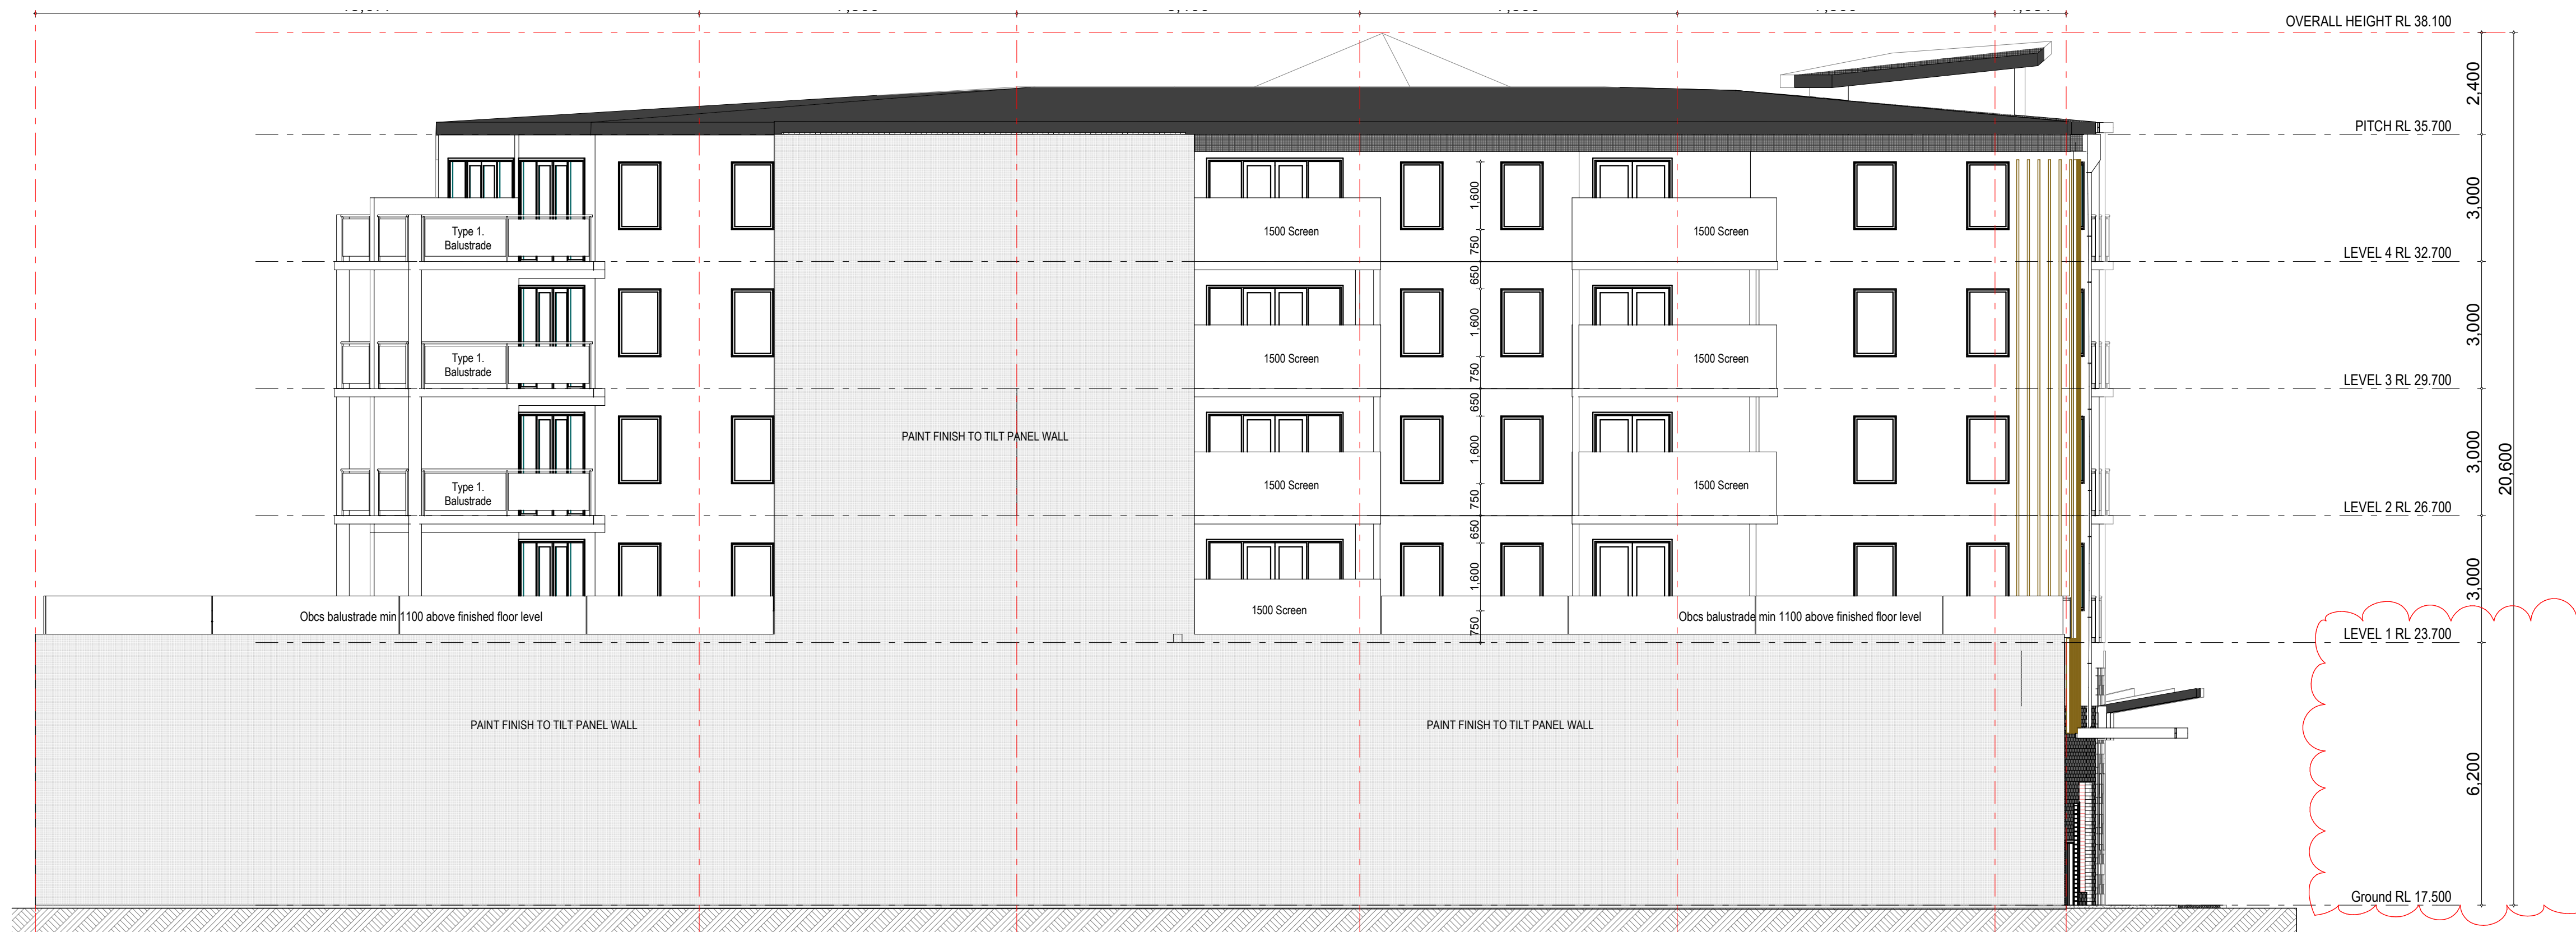 OVERALL HEIGHT RL 38.100
2,400
PITCH RL 35.700
3,000
1,600
Type 1.
Balustrade
1500 Screen
1500 Screen
750
LEVEL 4 RL 32.700
650
3,000
1,600
Type 1.
Balustrade
1500 Screen
1500 Screen
750
LEVEL 3 RL 29.700
650
PAINT FINISH TO TILT PANEL WALL
1,600
3,000
20,600
Type 1.
Balustrade
1500 Screen
1500 Screen
750
LEVEL 2 RL 26.700
650
1,600
3,000
1500 Screen
Obcs balustrade min 1100 above finished floor level
Obcs balustrade min 1100 above finished floor level
750
LEVEL 1 RL 23.700
PAINT FINISH TO TILT PANEL WALL
PAINT FINISH TO TILT PANEL WALL
6,200
Ground RL 17.500